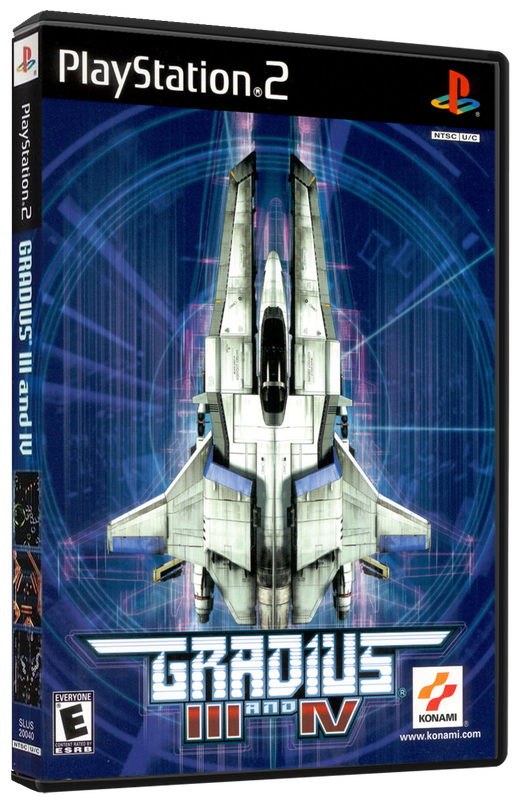 PlayStation®2
NTSC U/C
GRADIUS®
III AND IV
EVERYONE
E
CONTENT RATED BY
ESRB
KONAMI®
www.konami.com
PlayStation®2
GRADIUS® III and IV
SLUS
20040
NTSC U/C